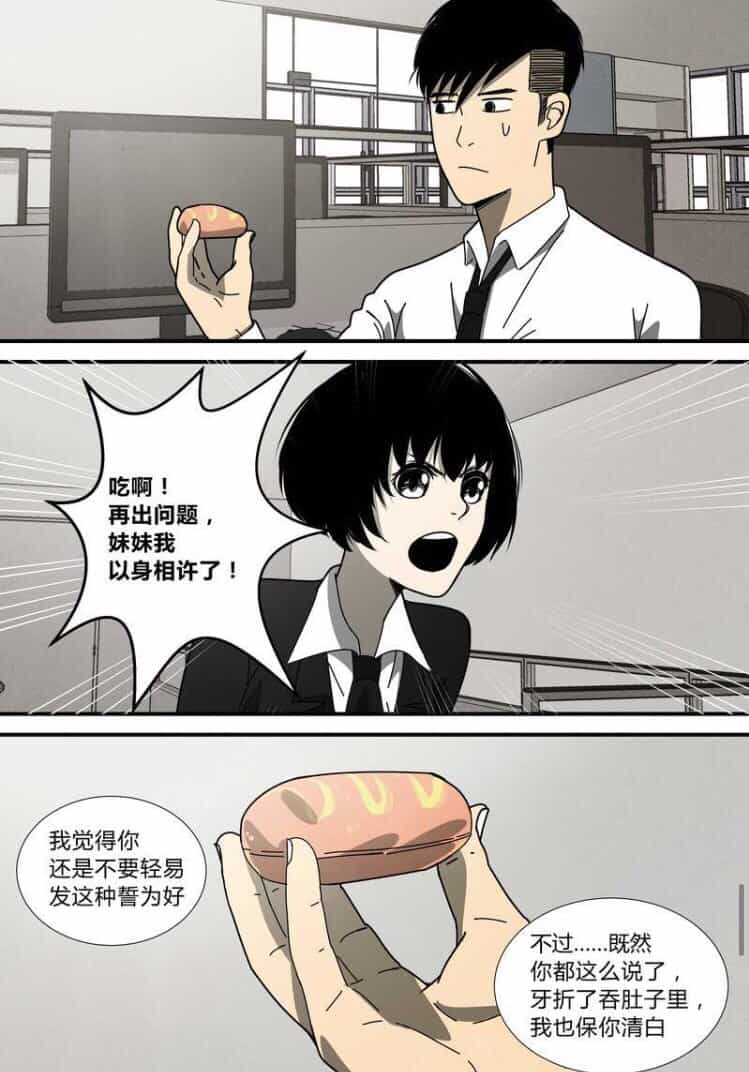 吃啊！
再出问题，
妹妹我
以身相许了！
我觉得你
还是不要轻易
发这种誓为好
不过……既然
你都这么说了，
牙折了吞肚子里，
我也保你清白